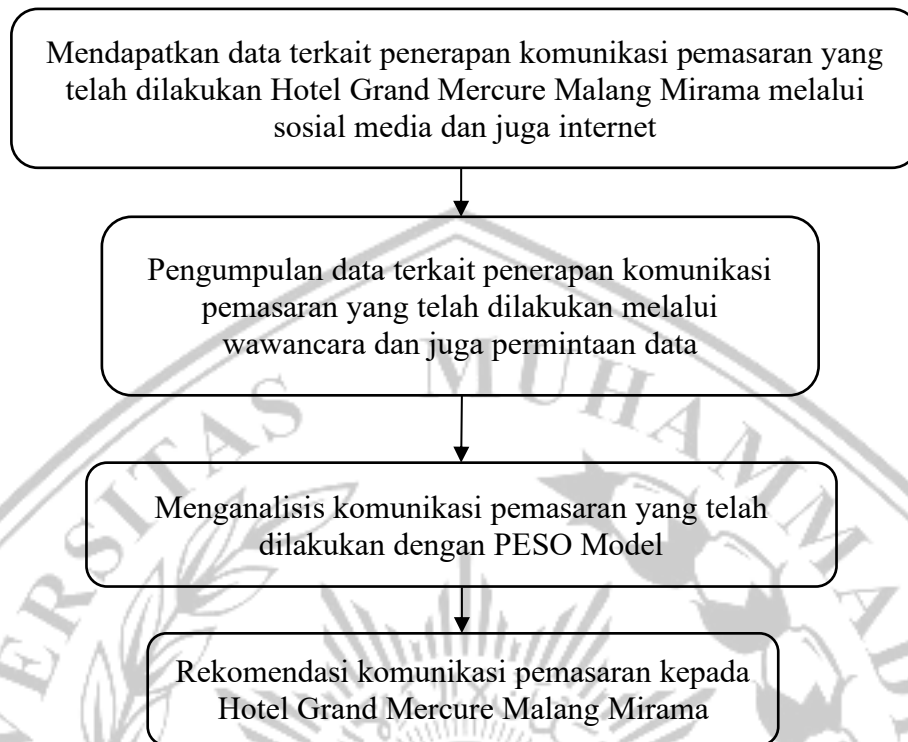 Mendapatkan data terkait penerapan komunikasi pemasaran yang
telah dilakukan Hotel Grand Mercure Malang Mirama melalui
sosial media dan juga internet
Pengumpulan data terkait penerapan komunikasi
pemasaran yang telah dilakukan melalui
wawancara dan juga permintaan data
MUHAMMAD
ERSITAS
Menganalisis komunikasi pemasaran yang telah
dilakukan dengan PESO Model
Rekomendasi komunikasi pemasaran kepada
Hotel Grand Mercure Malang Mirama